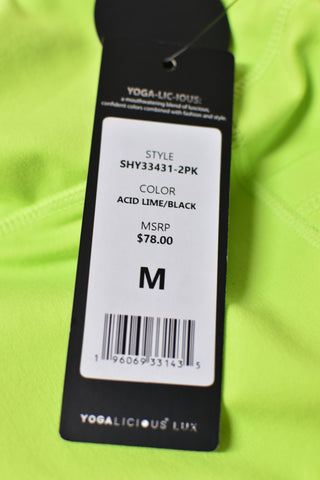 YOGA·LIC·IOUS:
a mouthwatering blend of luscious,
confident colors combined with fashion and style.
STYLE
SHY33431-2PK
COLOR
ACID LIME/BLACK
MSRP
$78.00
M
1 96069 33143 5
YOGALICIOUS® LUX